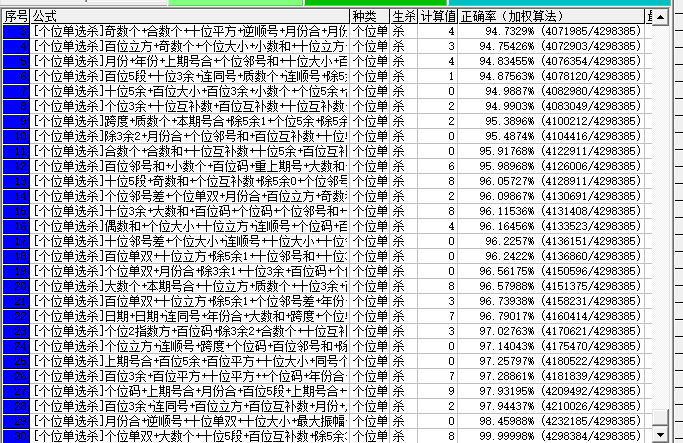 序号 公式 种类 生杀 计算值 正确率（加权算法）
[个位单选杀]奇数个+合数个+十位平方+逆顺号+月份合+月份 个位单 杀 4 94.7329% (4071985/4298385)
[个位单选杀]百位立方+奇数个+个位大小+小数和+十位立方+ 个位单 杀 3 94.75426% (4072903/4298385)
[个位单选杀]月份+年份+上期号合+个位邻号和+十位大小+百 个位单 杀 4 94.83455% (4076354/4298385)
[个位单选杀]百位5段+十位3余+连同号+质数个+连顺号+除5 个位单 杀 1 94.87563% (4078120/4298385)
[个位单选杀]十位5余+百位大小+百位3余+小数个+个位5余+ 个位单 杀 0 94.9887% (4082980/4298385)
[个位单选杀]个位3余+十位互补数+百位互补数+十位互补数+ 个位单 杀 2 94.9903% (4083049/4298385)
[个位单选杀]跨度+质数个+本期号合+除5余1+个位5余+除5余 个位单 杀 2 95.3896% (4100212/4298385)
[个位单选杀]除3余2+月份合+个位邻号和+百位互补数+十位 个位单 杀 0 95.4874% (4104416/4298385)
[个位单选杀]合数个+合数和+十位互补数+十位5余+百位互补 个位单 杀 0 95.91768% (4122911/4298385)
[个位单选杀]百位邻号和+小数个+百位码+重上期号+大数和+ 个位单 杀 6 95.98968% (4126006/4298385)
[个位单选杀]十位5段+奇数和+个位互补数+除5余0+个位邻号 个位单 杀 8 96.05727% (4128911/4298385)
[个位单选杀]个位邻号差+个位单双+月份合+百位立方+奇数 个位单 杀 2 96.09867% (4130691/4298385)
[个位单选杀]十位3余+大数和+百位码+个位码+个位邻号和+ 个位单 杀 8 96.11536% (4131408/4298385)
[个位单选杀]偶数和+个位大小+十位立方+连顺号+个位码+百 个位单 杀 4 96.16456% (4133523/4298385)
[个位单选杀]十位邻号差+个位大小+连顺号+十位大小+十位 个位单 杀 0 96.2257% (4136151/4298385)
[个位单选杀]百位单双+十位立方+除5余1+个位邻号和+十位 个位单 杀 0 96.2422% (4136860/4298385)
[个位单选杀]个位单双+月份合+除3余1+十位3余+百位码+个 个位单 杀 0 96.56175% (4150596/4298385)
[个位单选杀]大数个+本期号合+十位立方+质数个+十位3余+ 个位单 杀 8 96.57988% (4151375/4298385)
[个位单选杀]百位单双+十位立方+除5余1+个位邻号差+年份 个位单 杀 3 96.73938% (4158231/4298385)
[个位单选杀]日期+日期+连同号+年份合+大数和+跨度+个位 个位单 杀 7 96.79017% (4160414/4298385)
[个位单选杀]个位2指数方+百位码+除3余2+合数个+十位互补 个位单 杀 3 97.02763% (4170621/4298385)
[个位单选杀]个位立方+连顺号+跨度+个位码+百位5余+百位 个位单 杀 0 97.14043% (4175470/4298385)
[个位单选杀]上期号合+百位5余+百位平方+十位大小+同号个 个位单 杀 0 97.25797% (4180522/4298385)
[个位单选杀]百位3余+百位平方++十位平方++个位码+年份合 个位单 杀 7 97.28861% (4181839/4298385)
[个位单选杀]个位码+上期号合+月份合+百位5段+上期号合+ 个位单 杀 9 97.93195% (4209492/4298385)
[个位单选杀]百位3余+连同号+百位立方+百位互补数+月份+ 个位单 杀 2 97.94437% (4210026/4298385)
[个位单选杀]月份合+逆顺号+十位单双+十位大小+最大振幅+ 个位单 杀 0 98.45988% (4232185/4298385)
[个位单选杀]个位单双+大数个+十位5段+百位互补数+除5余 个位单 杀 8 99.99998% (4298384/4298385)